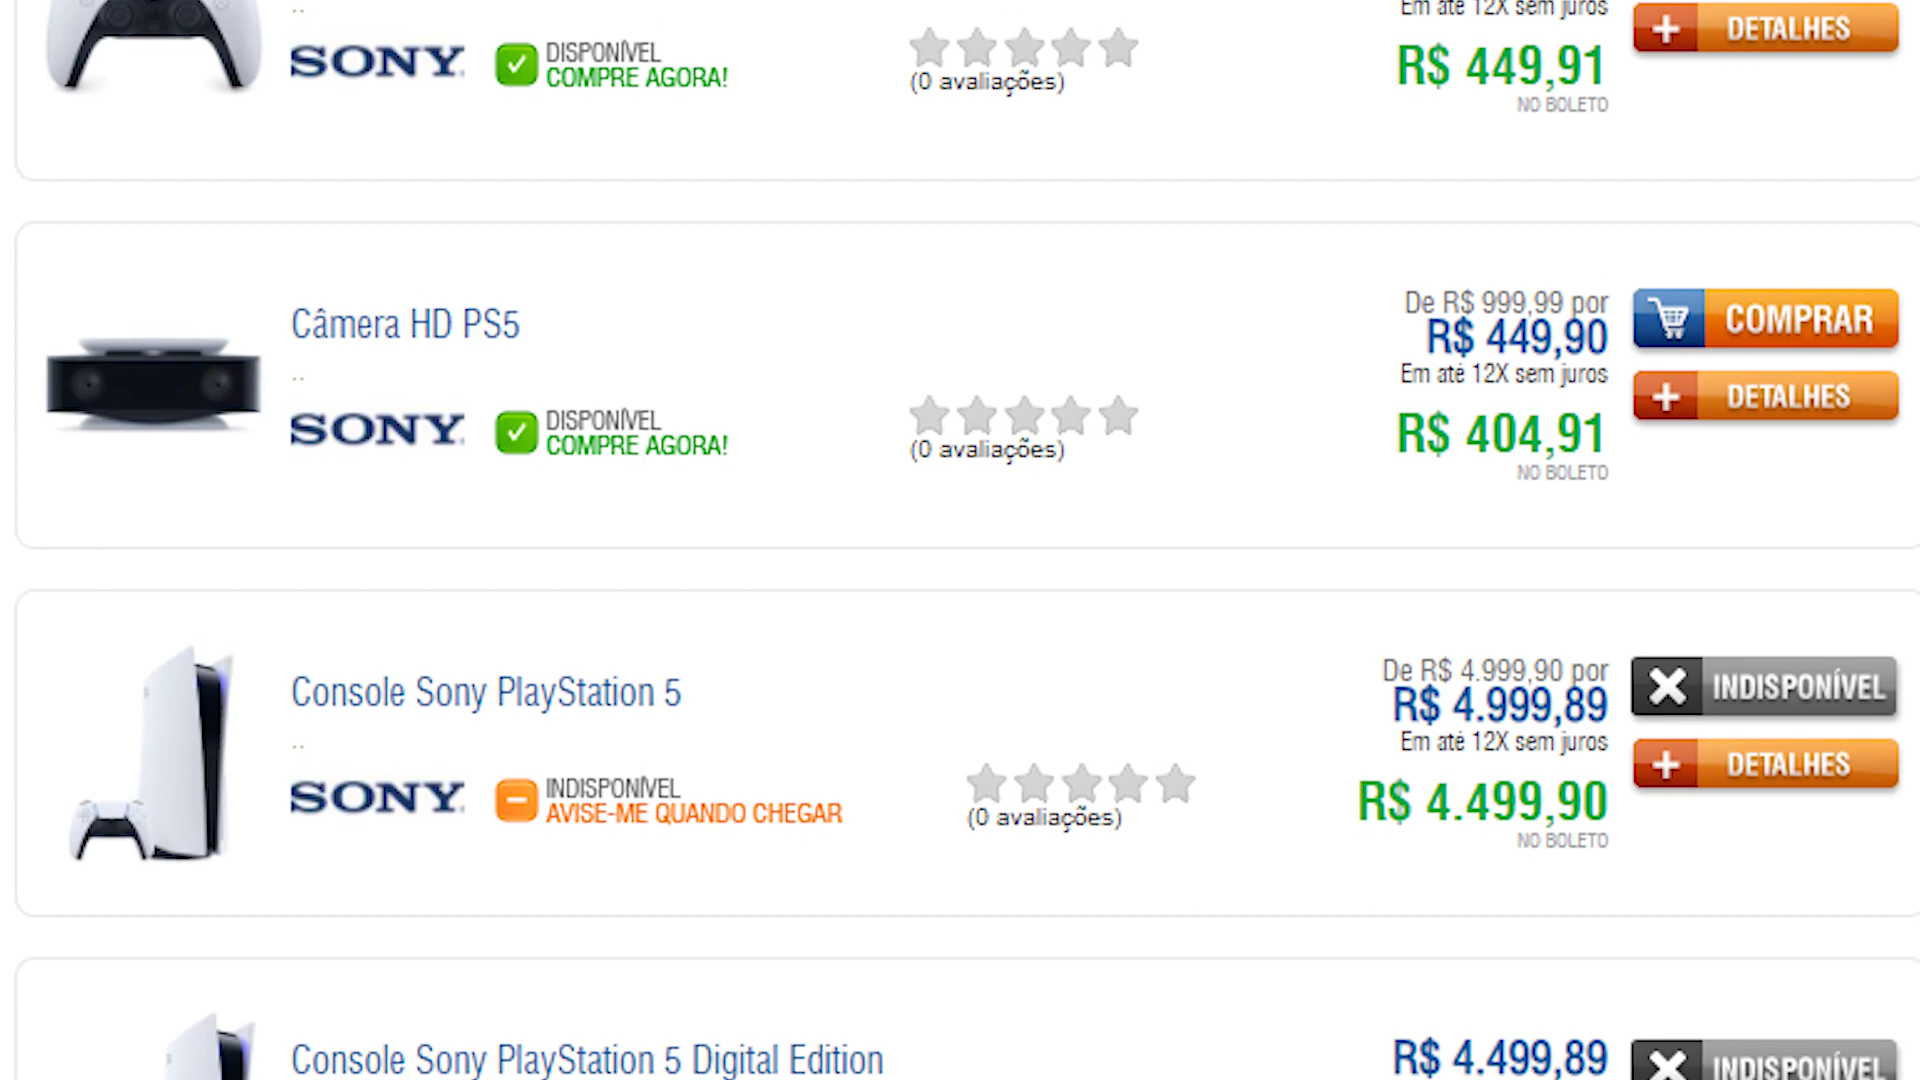 ..
Em até 12X sem juros
DETALHES
SONY
DISPONÍVEL
COMPRE AGORA!
(0 avaliações)
R$ 449,91
NO BOLETO
Câmera HD PS5
..
SONY
DISPONÍVEL
COMPRE AGORA!
(0 avaliações)
De R$ 999,99 por
R$ 449,90
Em até 12X sem juros
R$ 404,91
NO BOLETO
COMPRAR
DETALHES
Console Sony PlayStation 5
..
SONY
INDISPONÍVEL
AVISE-ME QUANDO CHEGAR
(0 avaliações)
De R$ 4.999,90 por
R$ 4.999,89
Em até 12X sem juros
R$ 4.499,90
NO BOLETO
INDISPONÍVEL
DETALHES
Console Sony PlayStation 5 Digital Edition
R$ 4.499,89
INDISPONÍVEL